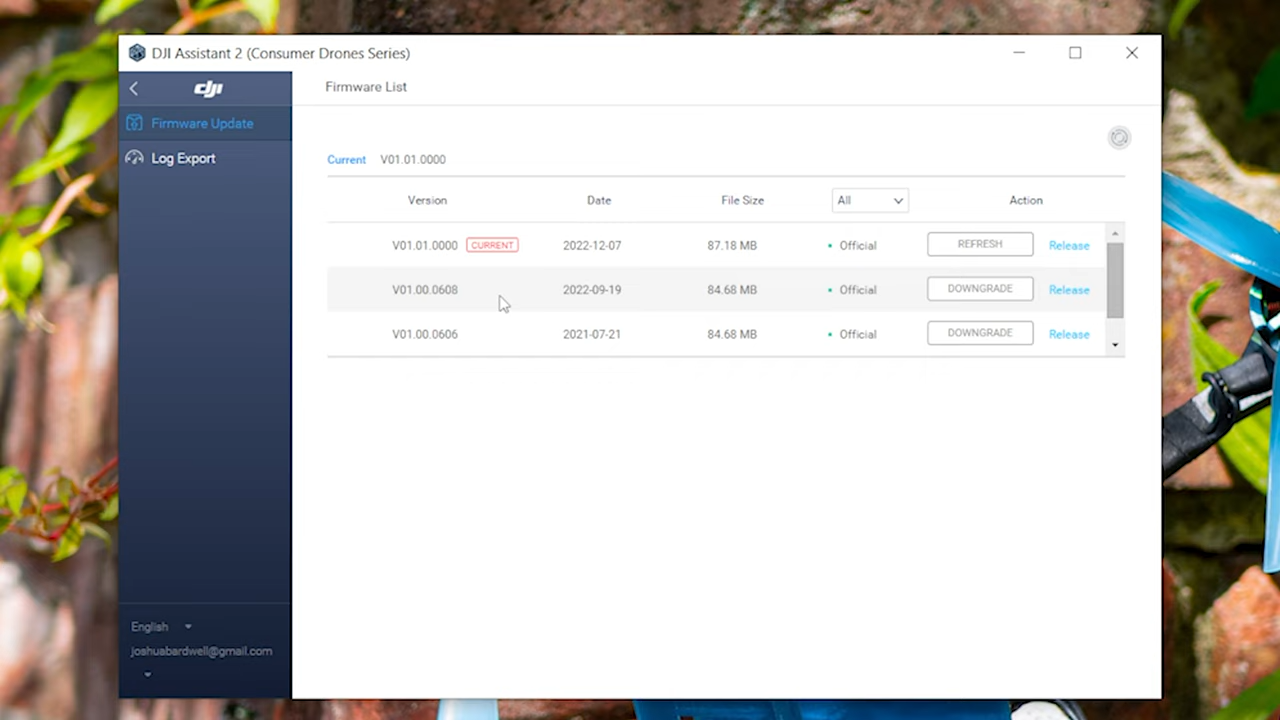 DJI Assistant 2 (Consumer Drones Series)
dji
Firmware List
Firmware Update
Log Export
Current V01.01.0000
Version Date File Size All Action
V01.01.0000 CURRENT 2022-12-07 87.18 MB Official REFRESH Release
V01.00.0608 2022-09-19 84.68 MB Official DOWNGRADE Release
V01.00.0606 2021-07-21 84.68 MB Official DOWNGRADE Release
English
joshuabardwell@gmail.com